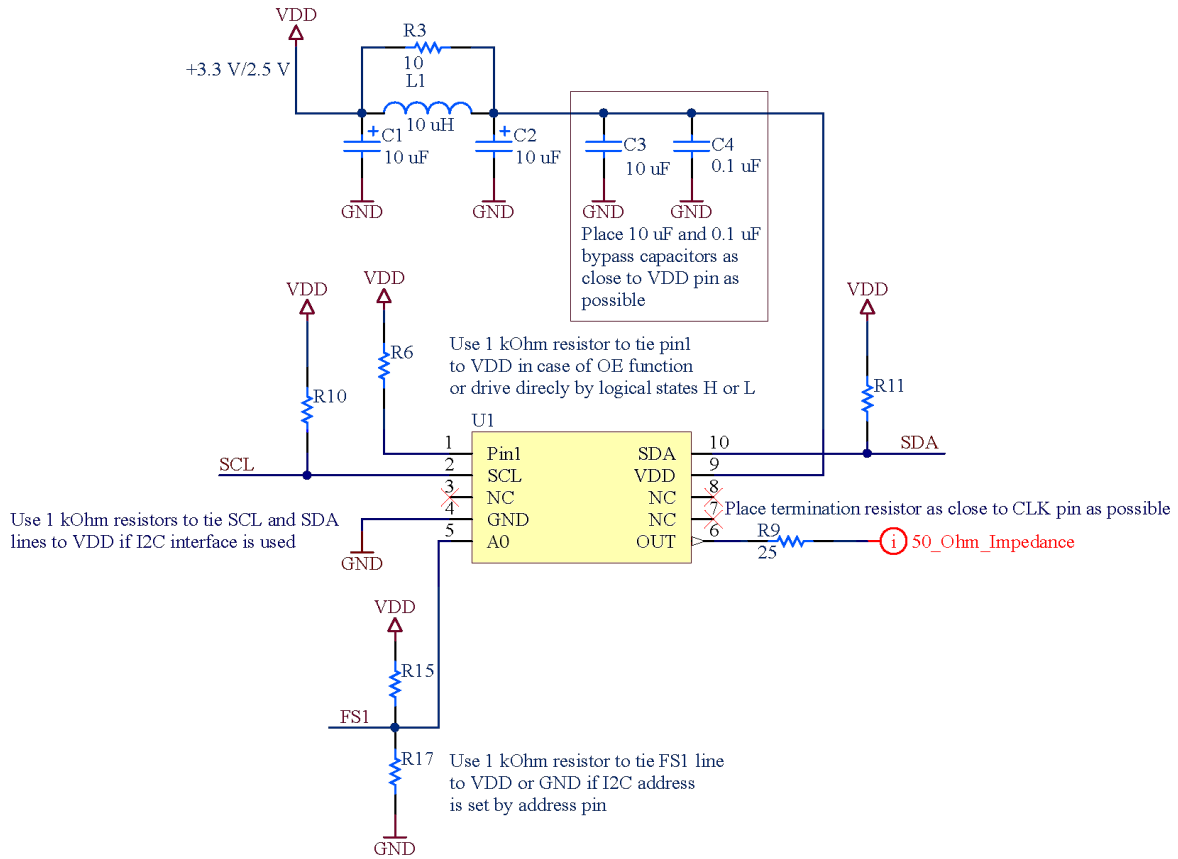 VDD
+3.3 V/2.5 V
R3
10
L1
10 uH
C1
10 uF
C2
10 uF
C3
10 uF
C4
0.1 uF
GND
GND
GND
GND
Place 10 uF and 0.1 uF
bypass capacitors as
close to VDD pin as
possible
VDD
VDD
VDD
R6
R10
R11
Use 1 kOhm resistor to tie pin1
to VDD in case of OE function
or drive direcly by logical states H or L
U1
SCL
SDA
1
2
3
4
5
Pin1
SCL
NC
GND
A0
SDA
VDD
NC
NC
OUT
10
9
8
7
6
Use 1 kOhm resistors to tie SCL and SDA
lines to VDD if I2C interface is used
GND
Place termination resistor as close to CLK pin as possible
R9
25
i
50_Ohm_Impedance
VDD
R15
FS1
R17
GND
Use 1 kOhm resistor to tie FS1 line
to VDD or GND if I2C address
is set by address pin